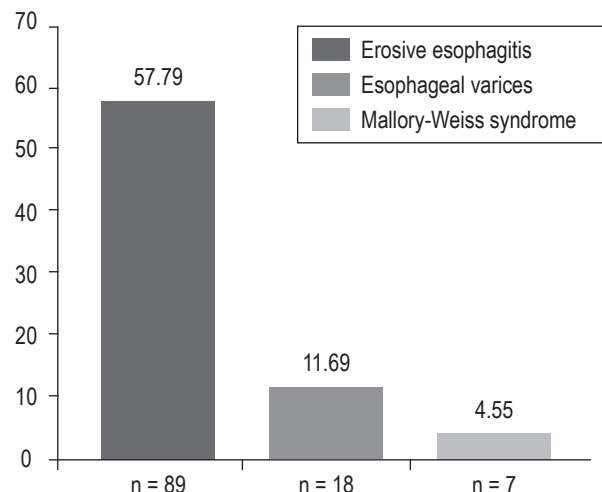 70
60
50
40
30
20
10
0
57.79
11.69
4.55
Erosive esophagitis
Esophageal varices
Mallory-Weiss syndrome
n = 89
n = 18
n = 7